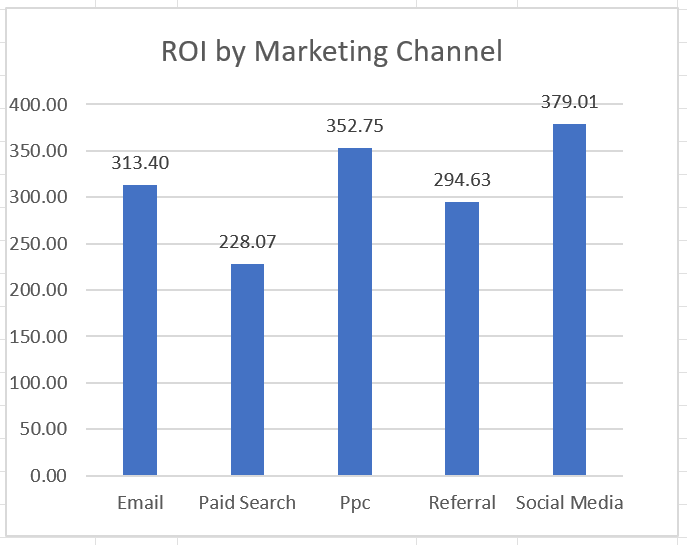 ROI by Marketing Channel
400.00
350.00
300.00
250.00
200.00
150.00
100.00
50.00
0.00
313.40
228.07
352.75
294.63
379.01
Email
Paid Search
Ppc
Referral
Social Media